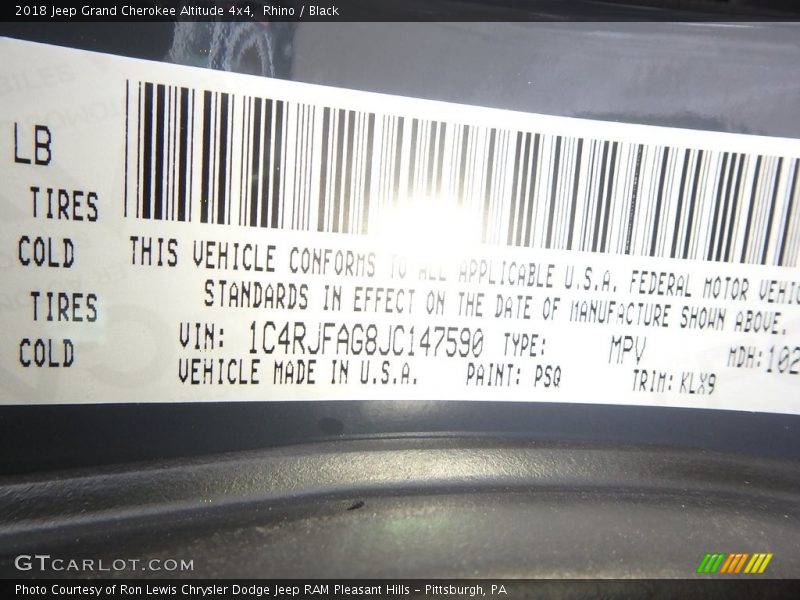 2018 Jeep Grand Cherokee Altitude 4x4, Rhino / Black
LB
TIRES
COLD
TIRES
COLD
THIS VEHICLE CONFORMS TO ALL APPLICABLE U.S.A. FEDERAL MOTOR VEHIC
STANDARDS IN EFFECT ON THE DATE OF MANUFACTURE SHOWN ABOVE.
VIN: 1C4RJFAG8JC147590 TYPE: MPV MDH: 102
VEHICLE MADE IN U.S.A. PAINT: PSQ TRIM: KLX9
GTCARLOT.COM
Photo Courtesy of Ron Lewis Chrysler Dodge Jeep RAM Pleasant Hills - Pittsburgh, PA